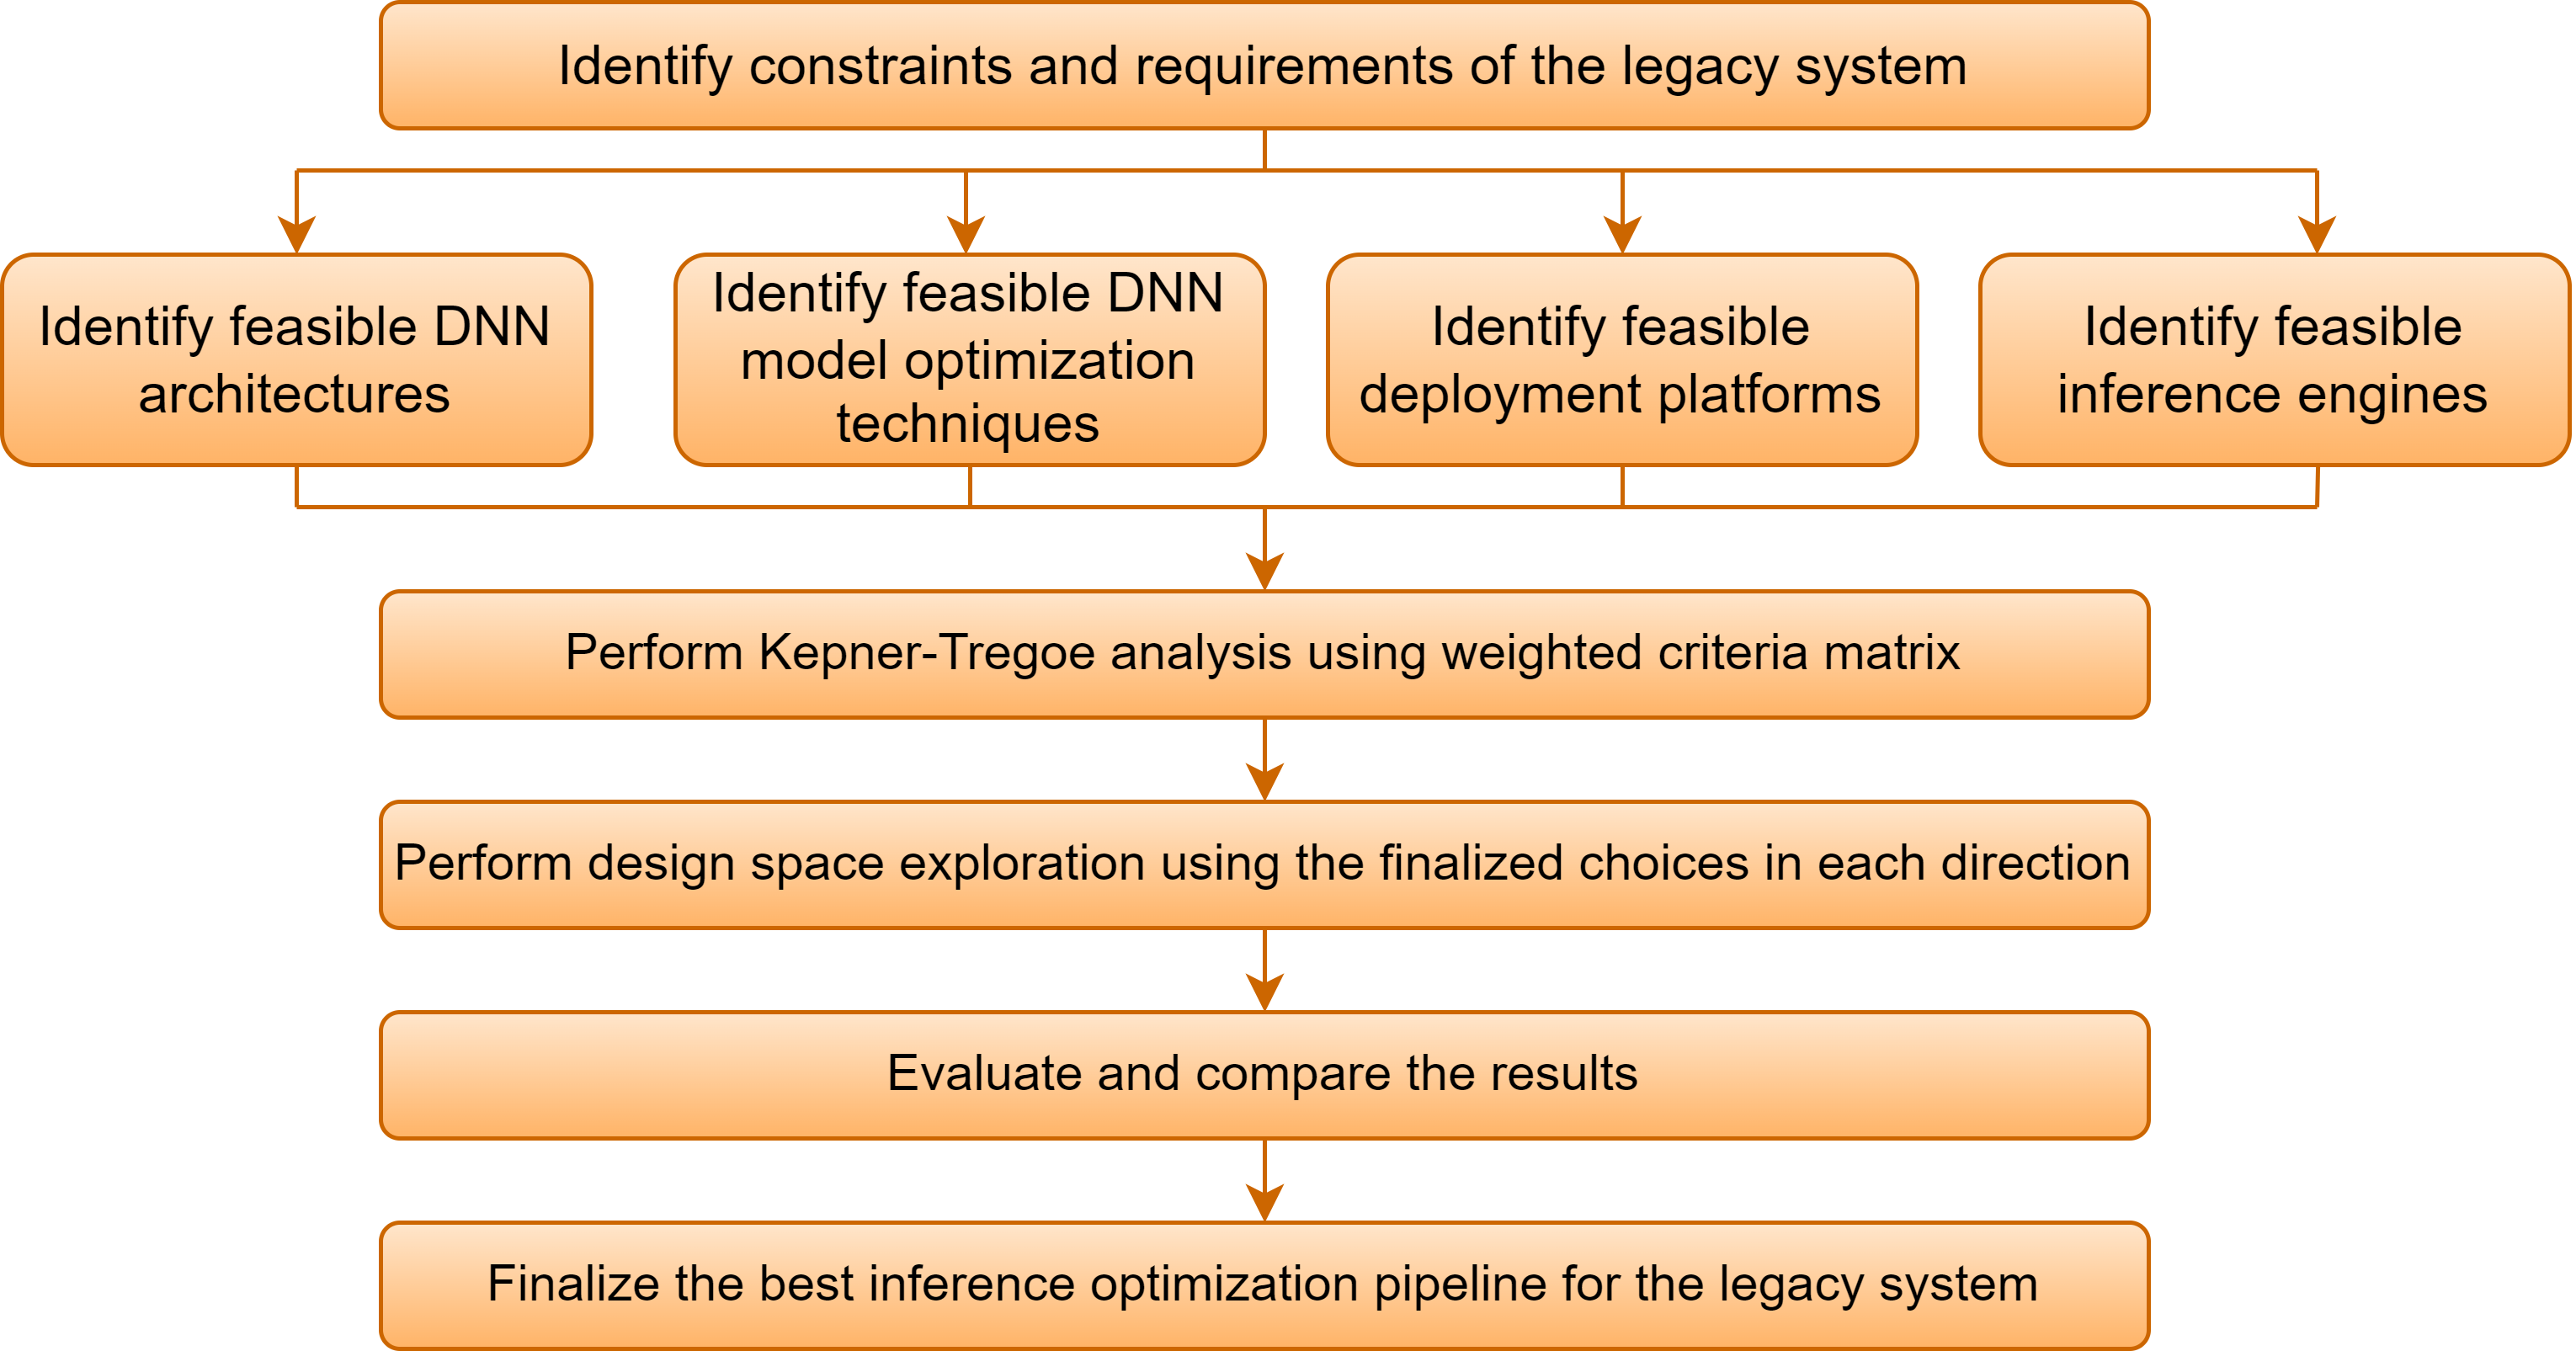 Identify constraints and requirements of the legacy system
Identify feasible DNN
architectures
Identify feasible DNN
model optimization
techniques
Identify feasible
deployment platforms
Identify feasible
inference engines
Perform Kepner-Tregoe analysis using weighted criteria matrix
Perform design space exploration using the finalized choices in each direction
Evaluate and compare the results
Finalize the best inference optimization pipeline for the legacy system